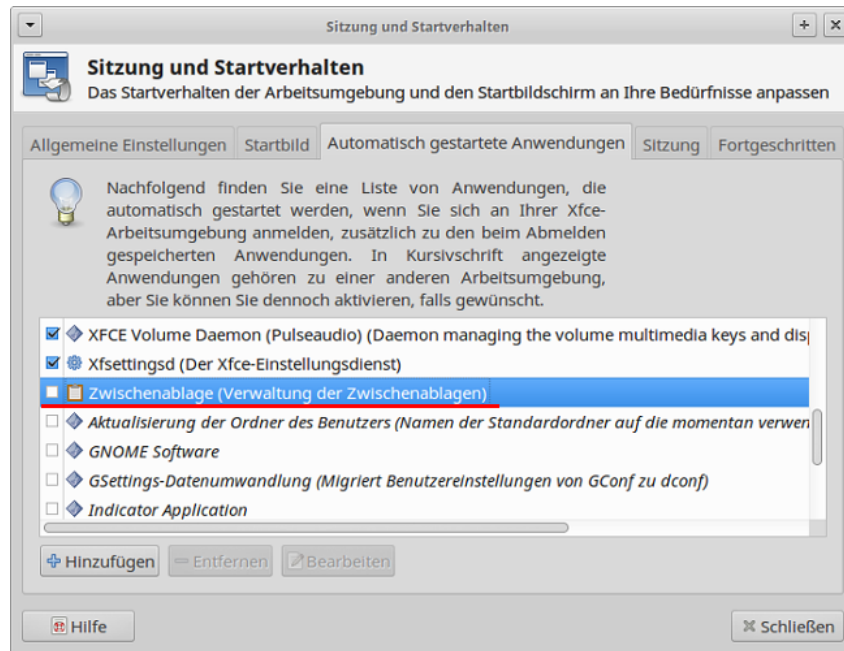 Sitzung und Startverhalten
Sitzung und Startverhalten
Das Startverhalten der Arbeitsumgebung und den Startbildschirm an Ihre Bedürfnisse anpassen
Allgemeine Einstellungen Startbild Automatisch gestartete Anwendungen Sitzung Fortgeschritten
Nachfolgend finden Sie eine Liste von Anwendungen, die
automatisch gestartet werden, wenn Sie sich an Ihrer Xfce-
Arbeitsumgebung anmelden, zusätzlich zu den beim Abmelden
gespeicherten Anwendungen. In Kursivschrift angezeigte
Anwendungen gehören zu einer anderen Arbeitsumgebung,
aber Sie können Sie dennoch aktivieren, falls gewünscht.
XFCE Volume Daemon (Pulseaudio) (Daemon managing the volume multimedia keys and
Xfsettingsd (Der Xfce-Einstellungsdienst)
Zwischenablage (Verwaltung der Zwischenablagen)
Aktualisierung der Ordner des Benutzers (Namen der Standardordner auf die momentan
GNOME Software
GSettings-Datenumwandlung (Migriert Benutzereinstellungen von GConf zu dconf)
Indicator Application
Hinzufügen Entfernen Bearbeiten
Hilfe Schließen